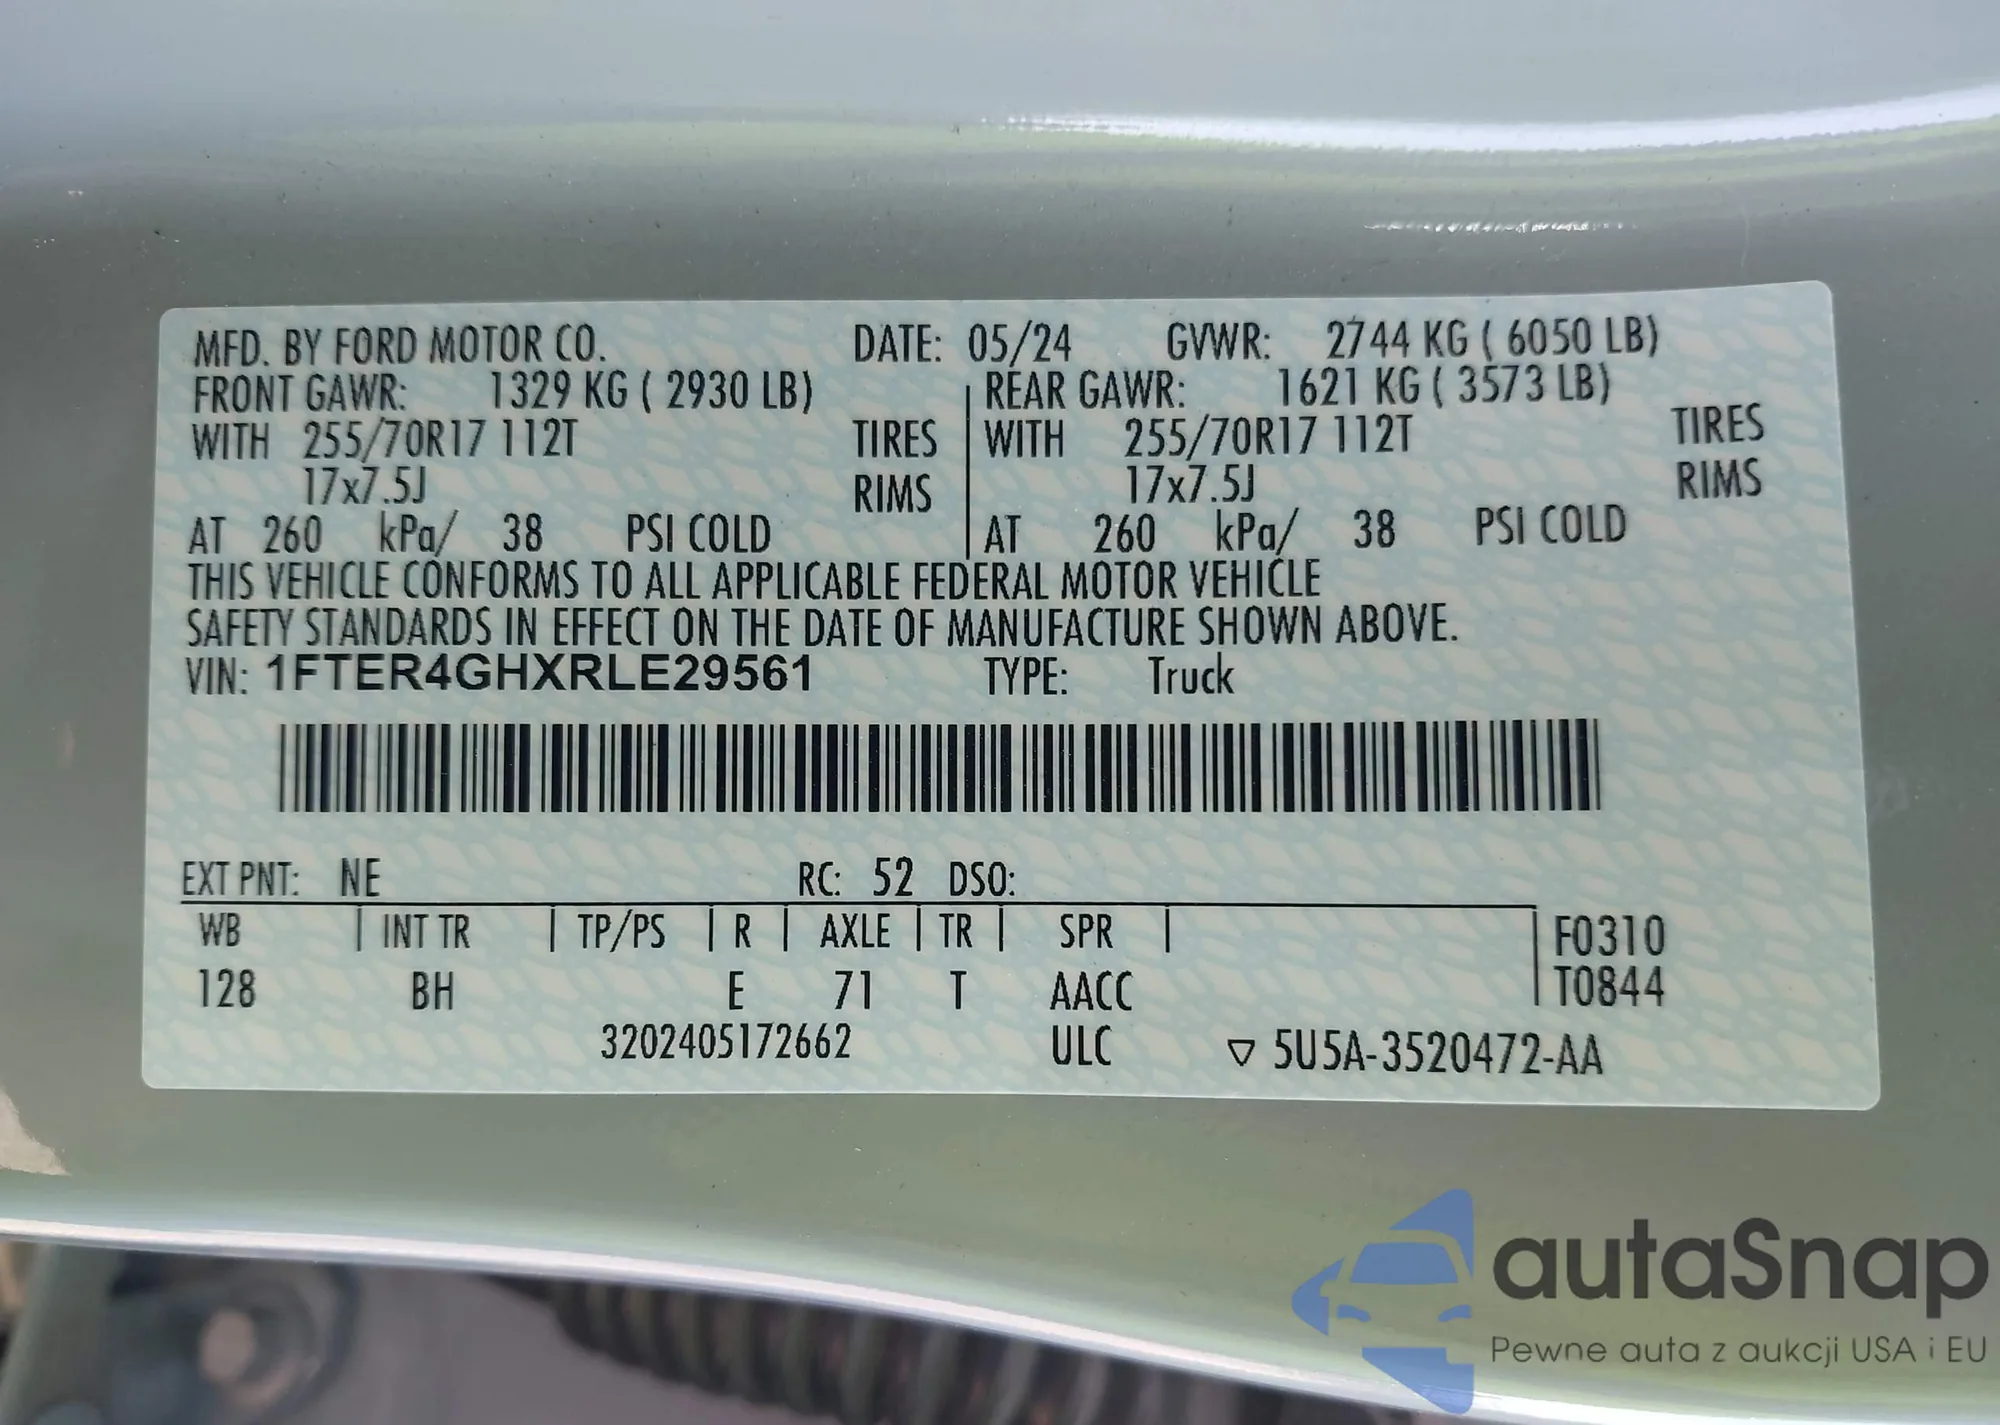 MFD. BY FORD MOTOR CO. DATE: 05/24 GVWR: 2744 KG ( 6050 LB)
FRONT GAWR: 1329 KG ( 2930 LB) REAR GAWR: 1621 KG ( 3573 LB)
WITH 255/70R17 112T TIRES WITH 255/70R17 112T TIRES
17x7.5J RIMS 17x7.5J RIMS
AT 260 kPa/ 38 PSI COLD AT 260 kPa/ 38 PSI COLD
THIS VEHICLE CONFORMS TO ALL APPLICABLE FEDERAL MOTOR VEHICLE
SAFETY STANDARDS IN EFFECT ON THE DATE OF MANUFACTURE SHOWN ABOVE.
VIN: 1FTER4GHXRLE29561 TYPE: Truck
EXT PNT: NE RC: 52 DSO:
WB INT TR TP/PS R AXLE TR SPR F0310
128 BH E 71 T AACC T0844
3202405172662 ULC ▽ 5U5A-3520472-AA
autaSnap
Pewne auta z aukcji USA i EU